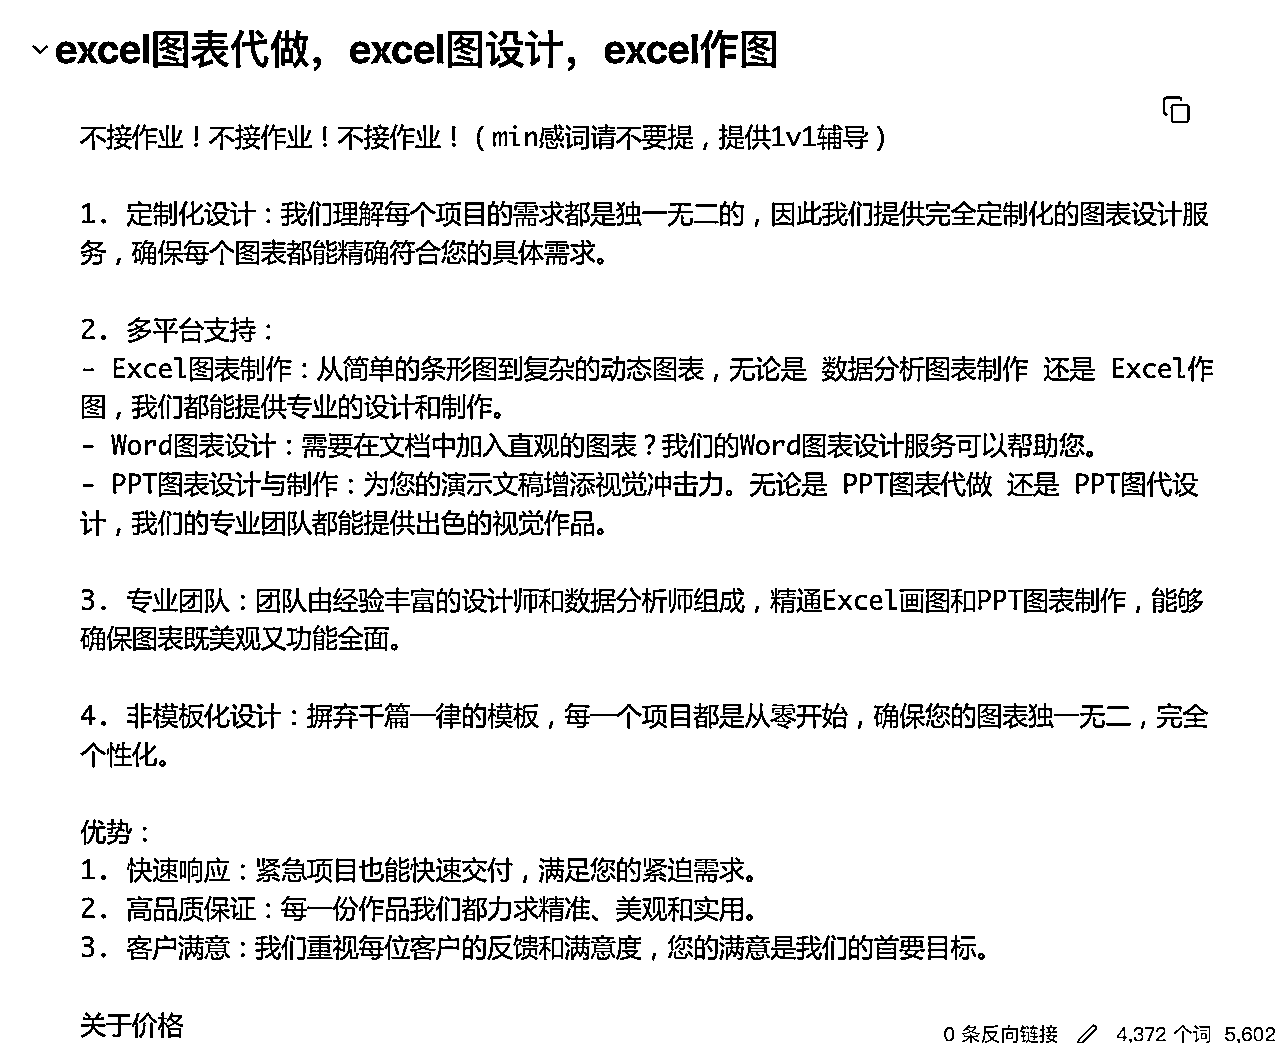 excel图表代做，excel图设计，excel作图
不接作业！不接作业！不接作业！（min感词请不要提，提供1v1辅导）
1. 定制化设计：我们理解每个项目的需求都是独一无二的，因此我们提供完全定制化的图表设计服
务，确保每个图表都能精确符合您的具体需求。
2. 多平台支持：
- Excel图表制作：从简单的条形图到复杂的动态图表，无论是 数据分析图表制作 还是 Excel作
图，我们都能提供专业的设计和制作。
- Word图表设计：需要在文档中加入直观的图表？我们的Word图表设计服务可以帮助您。
- PPT图表设计与制作：为您的演示文稿增添视觉冲击力。无论是 PPT图表代做 还是 PPT图代设
计，我们的专业团队都能提供出色的视觉作品。
3. 专业团队：团队由经验丰富的设计师和数据分析师组成，精通Excel画图和PPT图表制作，能够
确保图表既美观又功能全面。
4. 非模板化设计：摒弃千篇一律的模板，每一个项目都是从零开始，确保您的图表独一无二，完全
个性化。
优势：
1. 快速响应：紧急项目也能快速交付，满足您的紧迫需求。
2. 高品质保证：每一份作品我们都力求精准、美观和实用。
3. 客户满意：我们重视每位客户的反馈和满意度，您的满意是我们的首要目标。
关于价格
0 条反向链接 4,372 个词 5,602